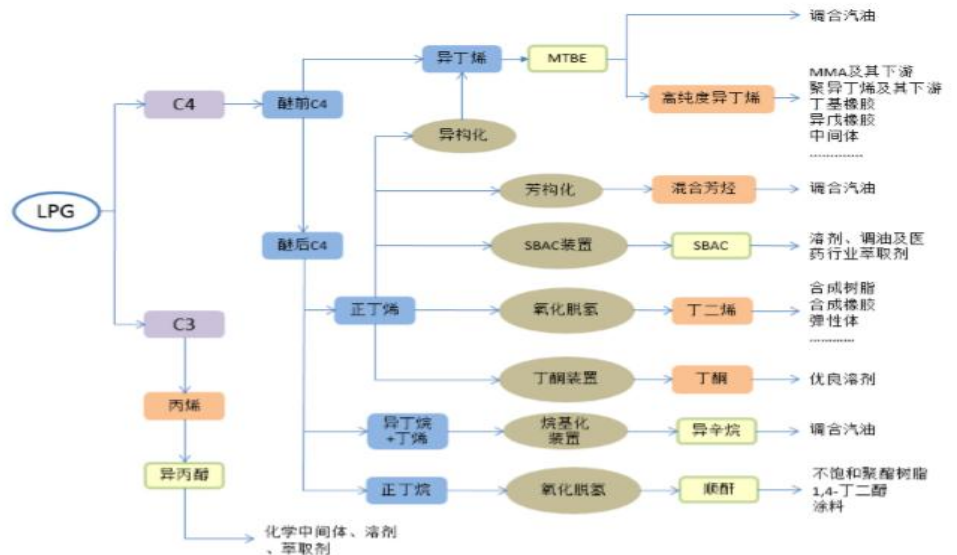 调合汽油
异丁烯
MTBE
C4
醚前C4
高纯度异丁烯
MMA及其下游
聚异丁烯及其下游
丁基橡胶
异戊橡胶
中间体
..............
异构化
芳构化
混合芳烃
调合汽油
LPG
醚后C4
SBAC装置
SBAC
溶剂、调油及医
药行业萃取剂
正丁烯
氧化脱氢
丁二烯
合成树脂
合成橡胶
弹性体
............
C3
丁酮装置
丁酮
优良溶剂
丙烯
异丁烷
+丁烯
烷基化
装置
异辛烷
调合汽油
异丙醇
正丁烷
氧化脱氢
顺酐
不饱和聚酯树脂
1,4-丁二醇
涂料
化学中间体、溶剂
、萃取剂